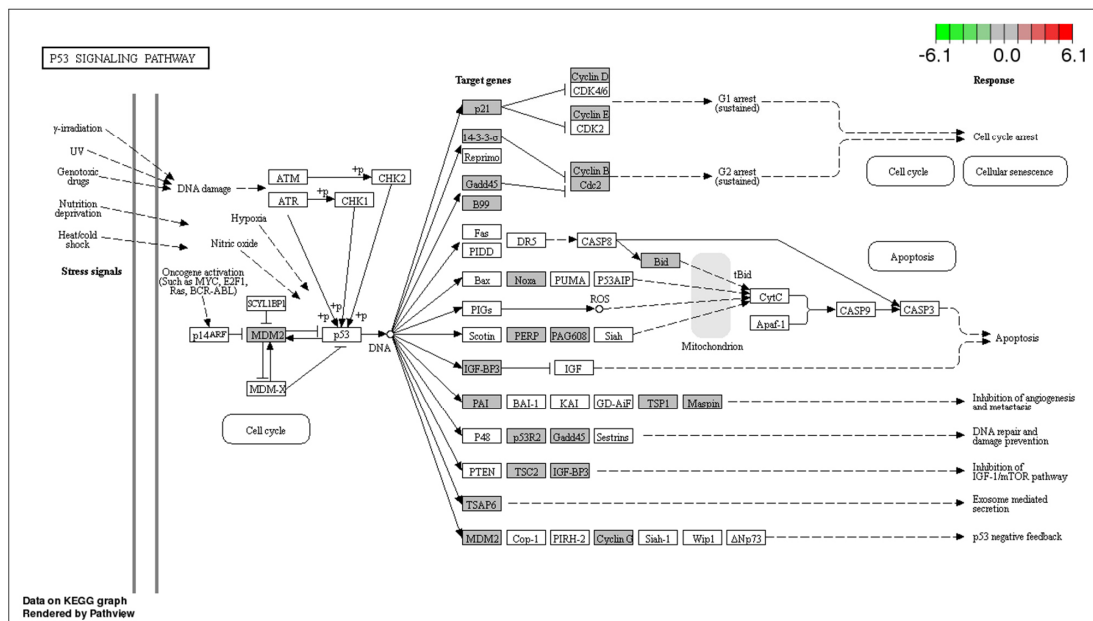 -6.1 0.0 6.1
P53 SIGNALING PATHWAY
Target genes
Response
γ-irradiation
UV
Genotoxic
drugs
Nutrition
deprivation
Heat/cold
shock
Stress signals
DNA damage
ATM
+p
CHK2
ATR
+p
CHK1
Hypoxia
Nitric oxide
Oncogene activation
(Such as MYC, E2F1,
Ras, BCR-ABL)
SCYL1BP1
p14ARF
MDM2
+p
+p
+p
p53
MDM-X
DNA
Cell cycle
p21
Cyclin D
CDK4/6
Cyclin E
CDK2
G1 arrest
(sustained)
14-3-3-σ
Reprimo
Gadd45
B99
Cyclin B
Cdc2
G2 arrest
(sustained)
Cell cycle arrest
Cell cycle
Cellular senescence
Fas
PIDD
DR5
CASP8
Bid
tBid
Apoptosis
Bax
Noxa
PUMA
P53AIP
CytC
PIGs
ROS
Apaf-1
CASP9
CASP3
Scotin
PERP
PAG608
Siah
Mitochondrion
Apoptosis
IGF-BP3
IGF
PAI
BAI-1
KAI
GD-AiF
TSP1
Maspin
Inhibition of angiogenesis
and metastasis
P48
p53R2
Gadd45
Sestrins
DNA repair and
damage prevention
PTEN
TSC2
IGF-BP3
Inhibition of
IGF-1/mTOR pathway
TSAP6
Exosome mediated
secretion
MDM2
Cop-1
PIRH-2
Cyclin G
Siah-1
Wip1
ΔNp73
p53 negative feedback
Data on KEGG graph
Rendered by Pathview